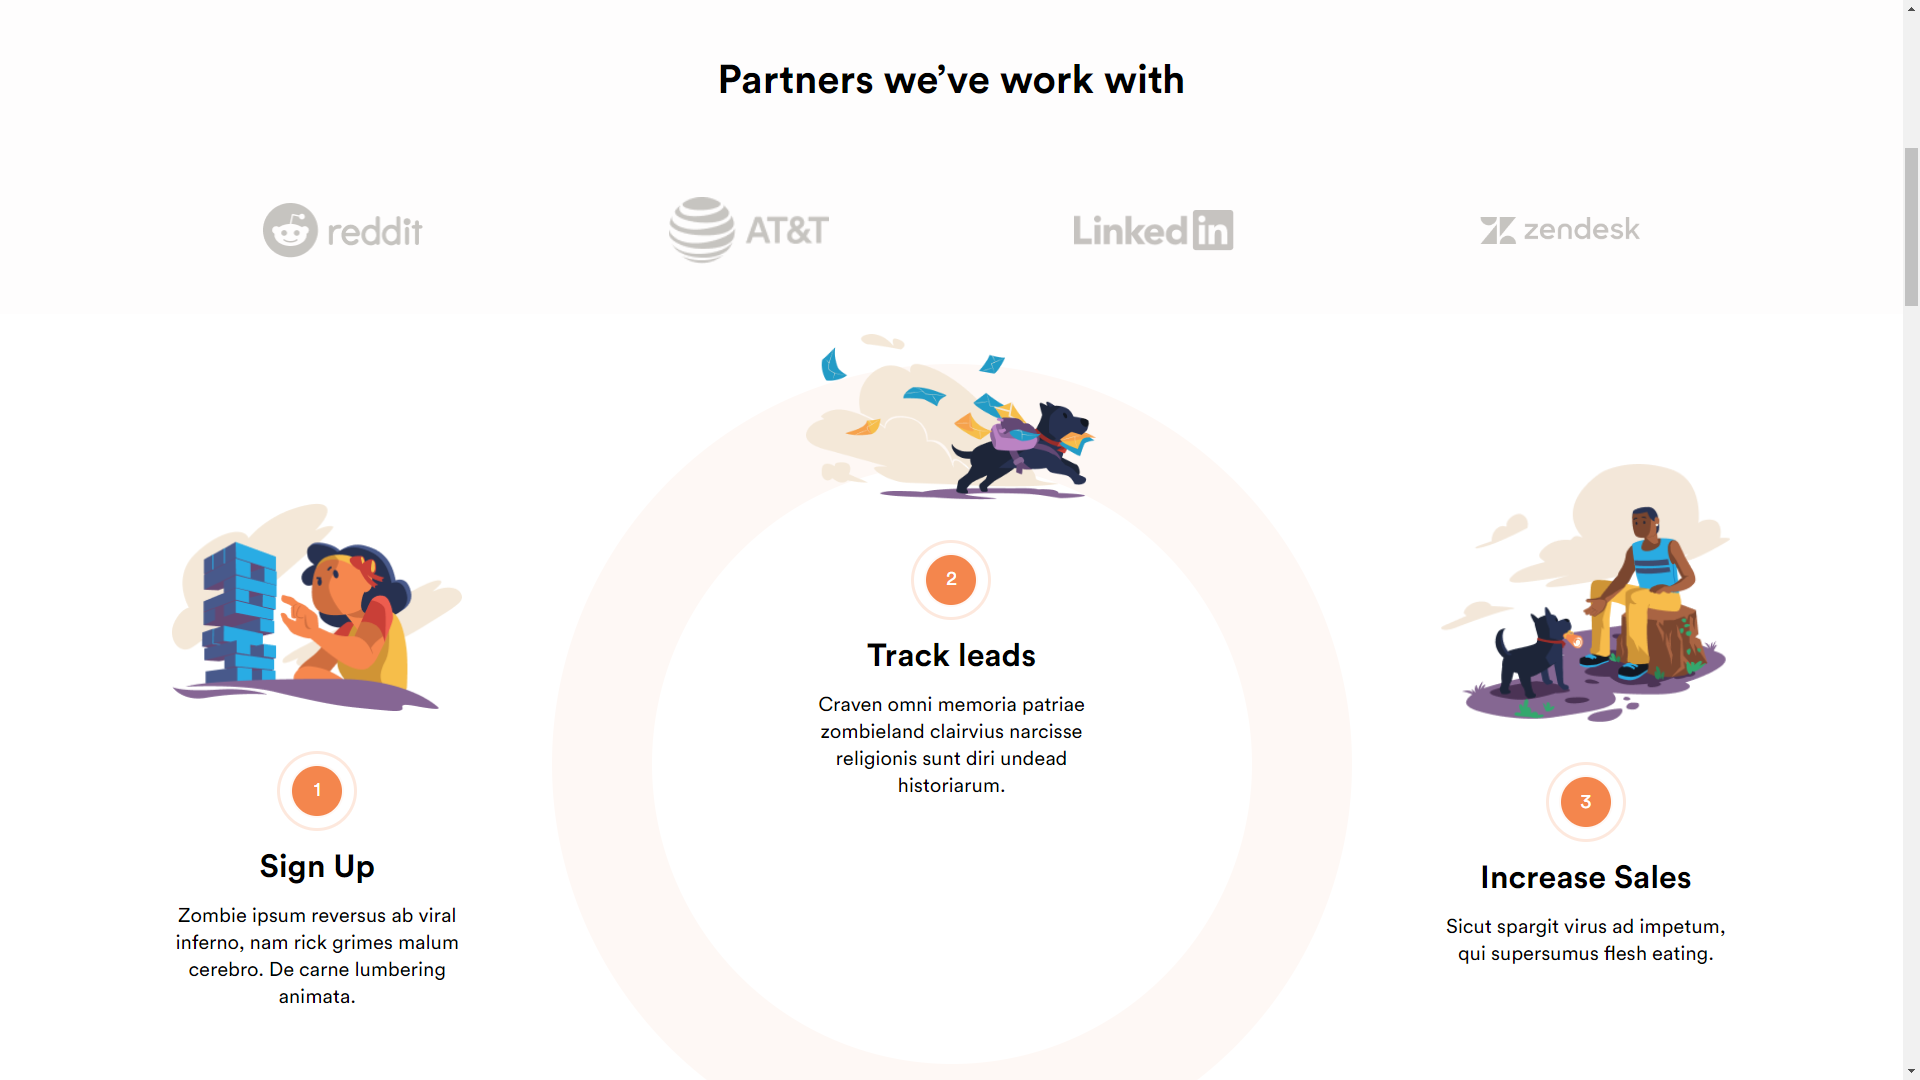 Partners we’ve work with
reddit
AT&T
Linked in
zendesk
2
Track leads
Craven omni memoria patriae
zombieland clairvius narcisse
religionis sunt diri undead
historiarum.
1
Sign Up
Zombie ipsum reversus ab viral
inferno, nam rick grimes malum
cerebro. De carne lumbering
animata.
3
Increase Sales
Sicut spargit virus ad impetum,
qui supersumus flesh eating.